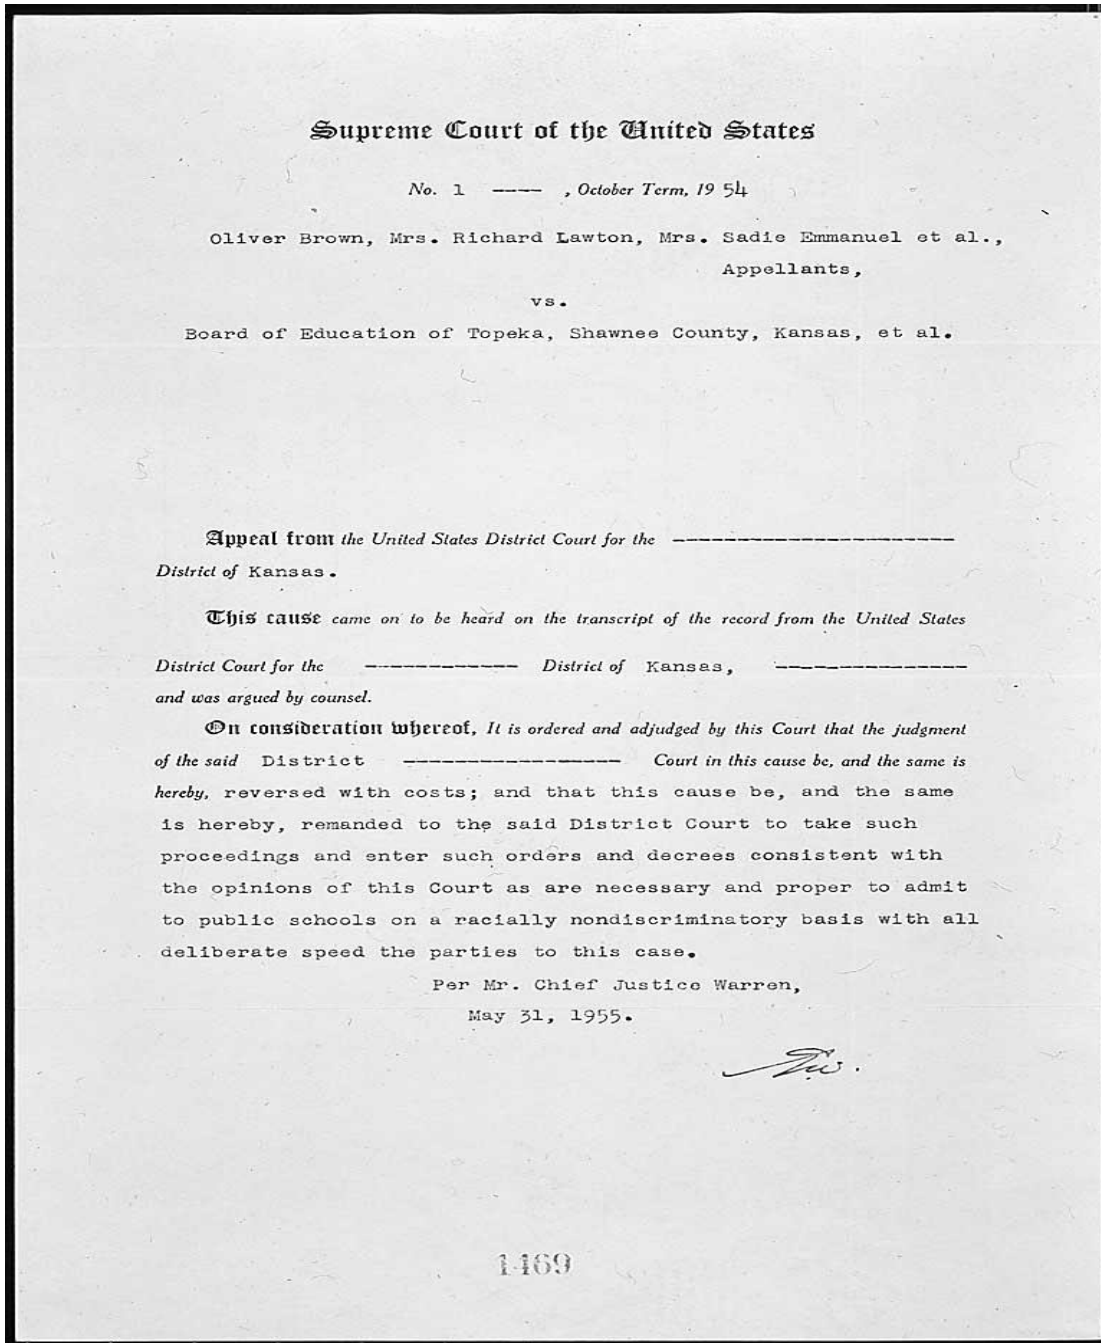 Supreme Court of the United States
No. 1 ---- , October Term, 19 54
Oliver Brown, Mrs. Richard Lawton, Mrs. Sadie Emmanuel et al.,
Appellants,
vs.
Board of Education of Topeka, Shawnee County, Kansas, et al.
Appeal from the United States District Court for the ----------------------
District of Kansas.
This cause came on to be heard on the transcript of the record from the United States
District Court for the ------------ District of Kansas, ---------------
and was argued by counsel.
On consideration whereof, It is ordered and adjudged by this Court that the judgment
of the said District ----------------- Court in this cause be, and the same is
hereby, reversed with costs; and that this cause be, and the same
is hereby, remanded to the said District Court to take such
proceedings and enter such orders and decrees consistent with
the opinions of this Court as are necessary and proper to admit
to public schools on a racially nondiscriminatory basis with all
deliberate speed the parties to this case.
Per Mr. Chief Justice Warren,
May 31, 1955.
1469